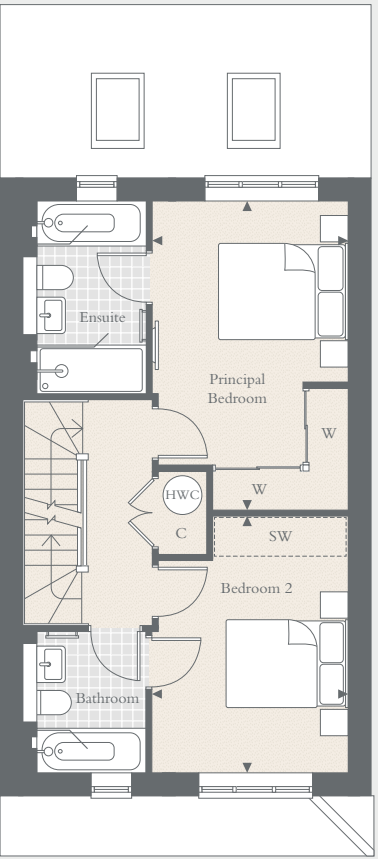 Ensuite
Principal
Bedroom
W
W
HWC
C
SW
Bedroom 2
Bathroom